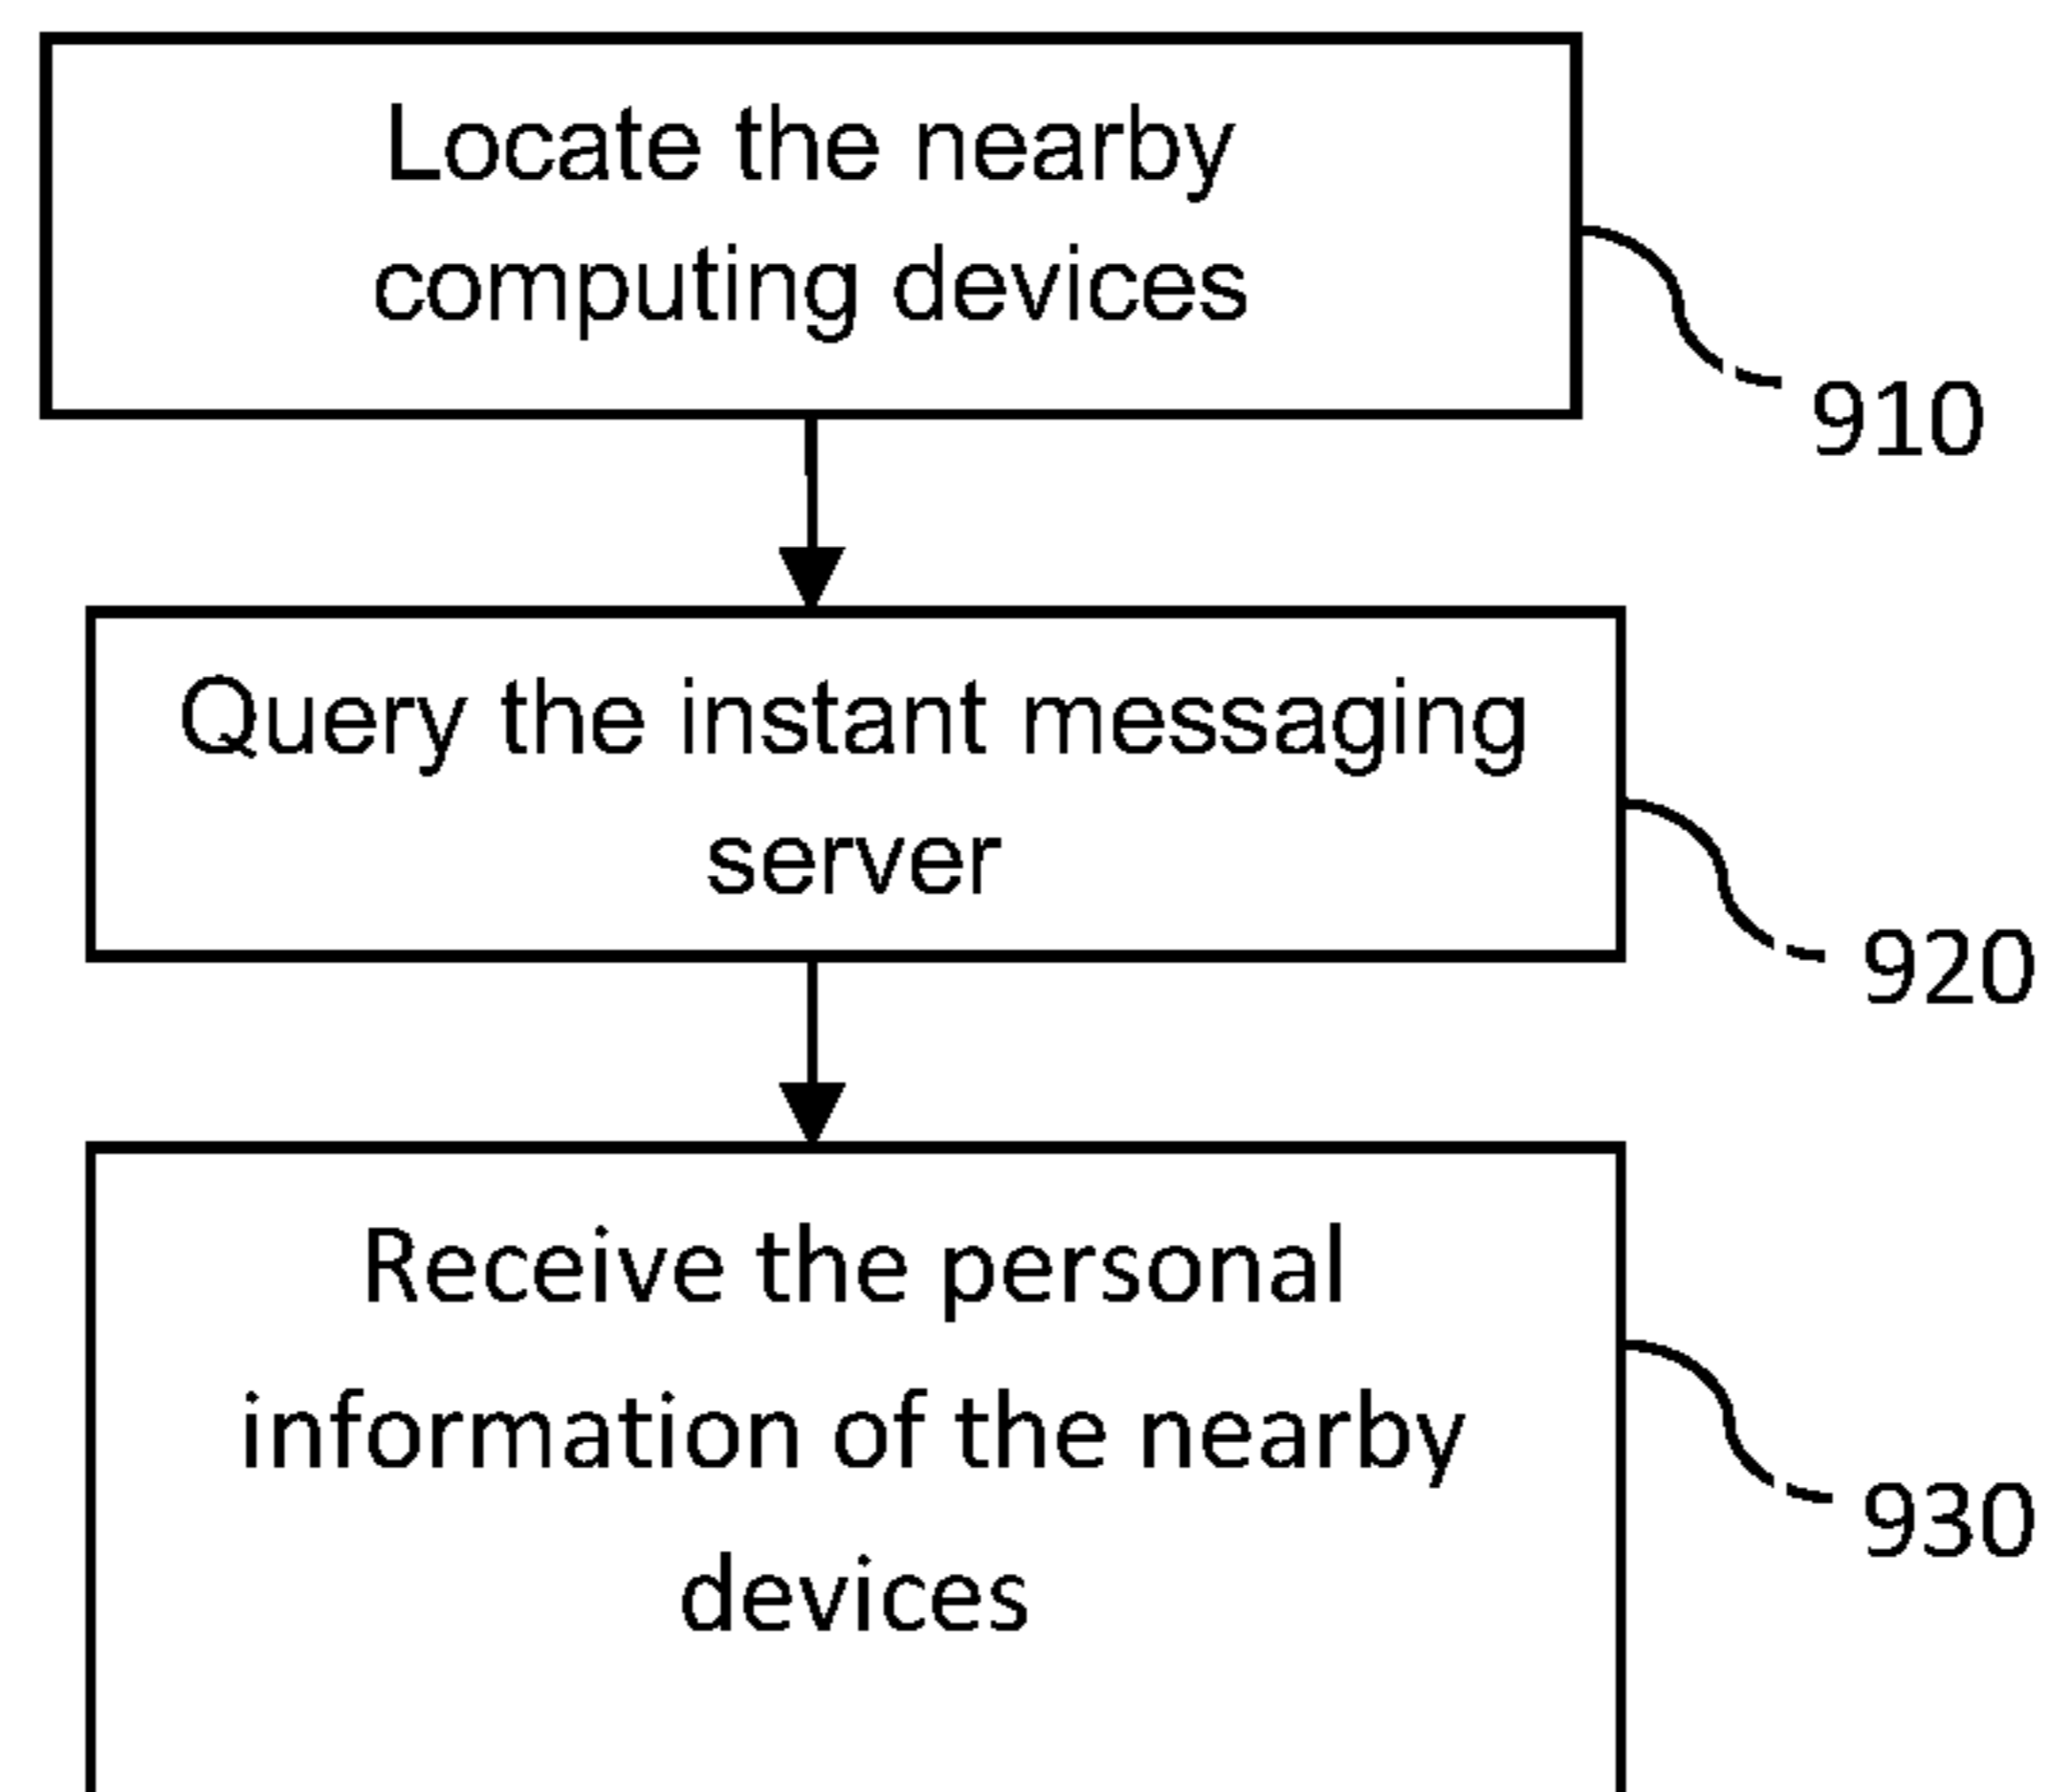 Locate the nearby
computing devices
910
Query the instant messaging
server
920
Receive the personal
information of the nearby
devices
930